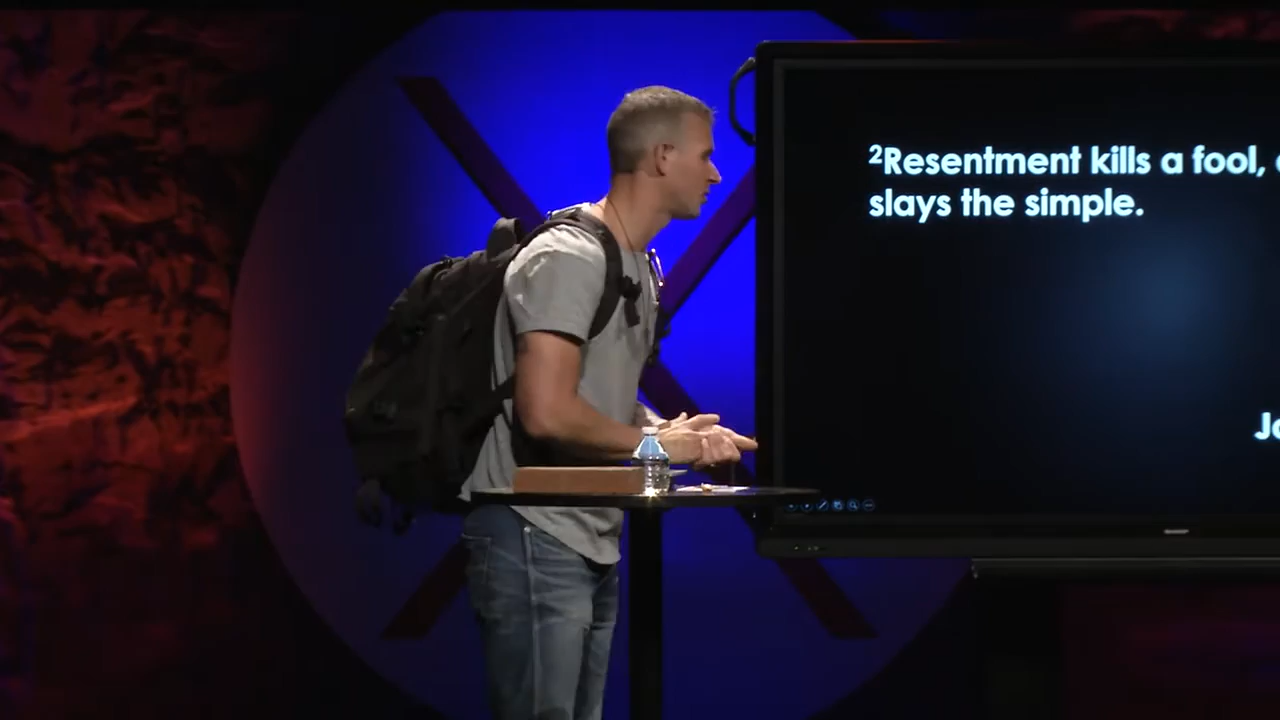 ²Resentment kills a fool,
slays the simple.